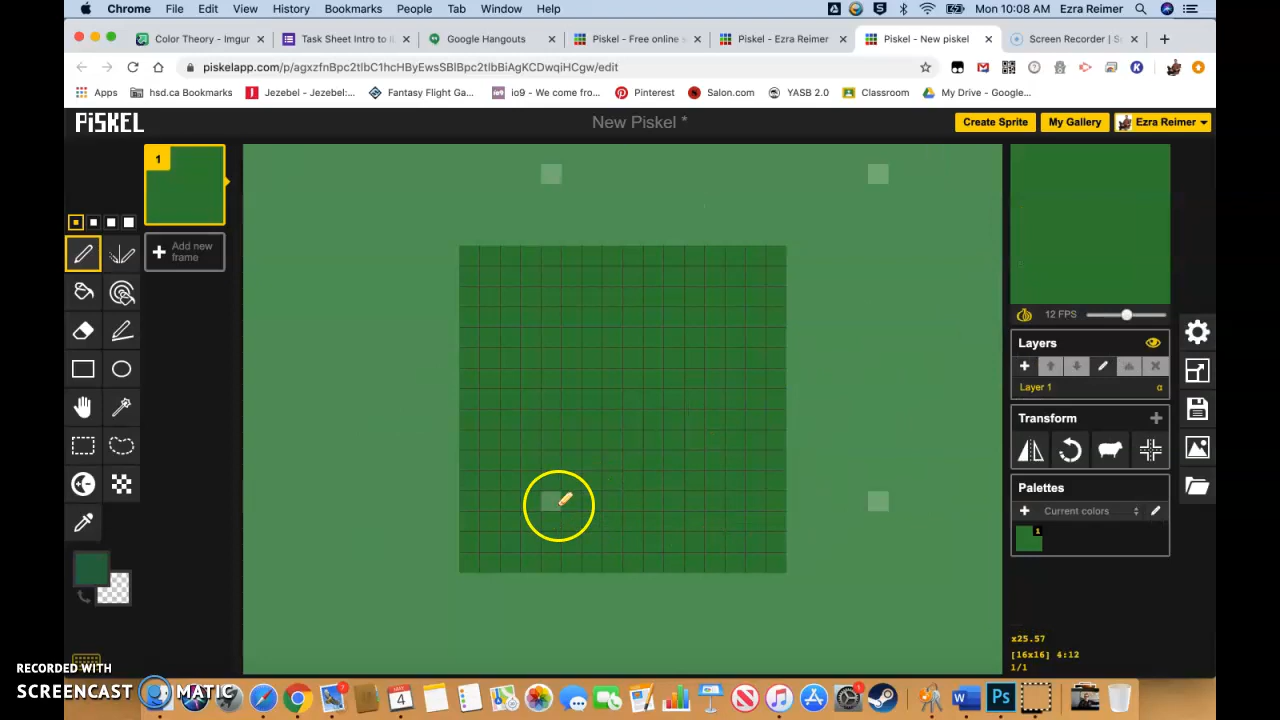 Chrome File Edit View History Bookmarks People Tab Window Help Mon 10:08 AM Ezra Reimer
Color Theory - Imgur Task Sheet Intro to Google Hangouts Piskel - Free online s Piskel - Ezra Reimer Piskel - New piskel Screen Recorder | S
piskelapp.com/p/agxzfnBpc2tlbC1hcHByEwsSBlBpc2tlbBiAgKCDwqiHCgw/edit
Apps hsd.ca Bookmarks Jezebel - Jezebel:... Fantasy Flight Ga... io9 - We come fro... Pinterest Salon.com YASB 2.0 Classroom My Drive - Google...
PiSKEL New Piskel * Create Sprite My Gallery Ezra Reimer
1
Add new
frame
12 FPS
Layers
Layer 1 α
Transform
Palettes
Current colors
1
x25.57
[16x16] 4:12
1/1
RECORDED WITH
SCREENCAST MATIC